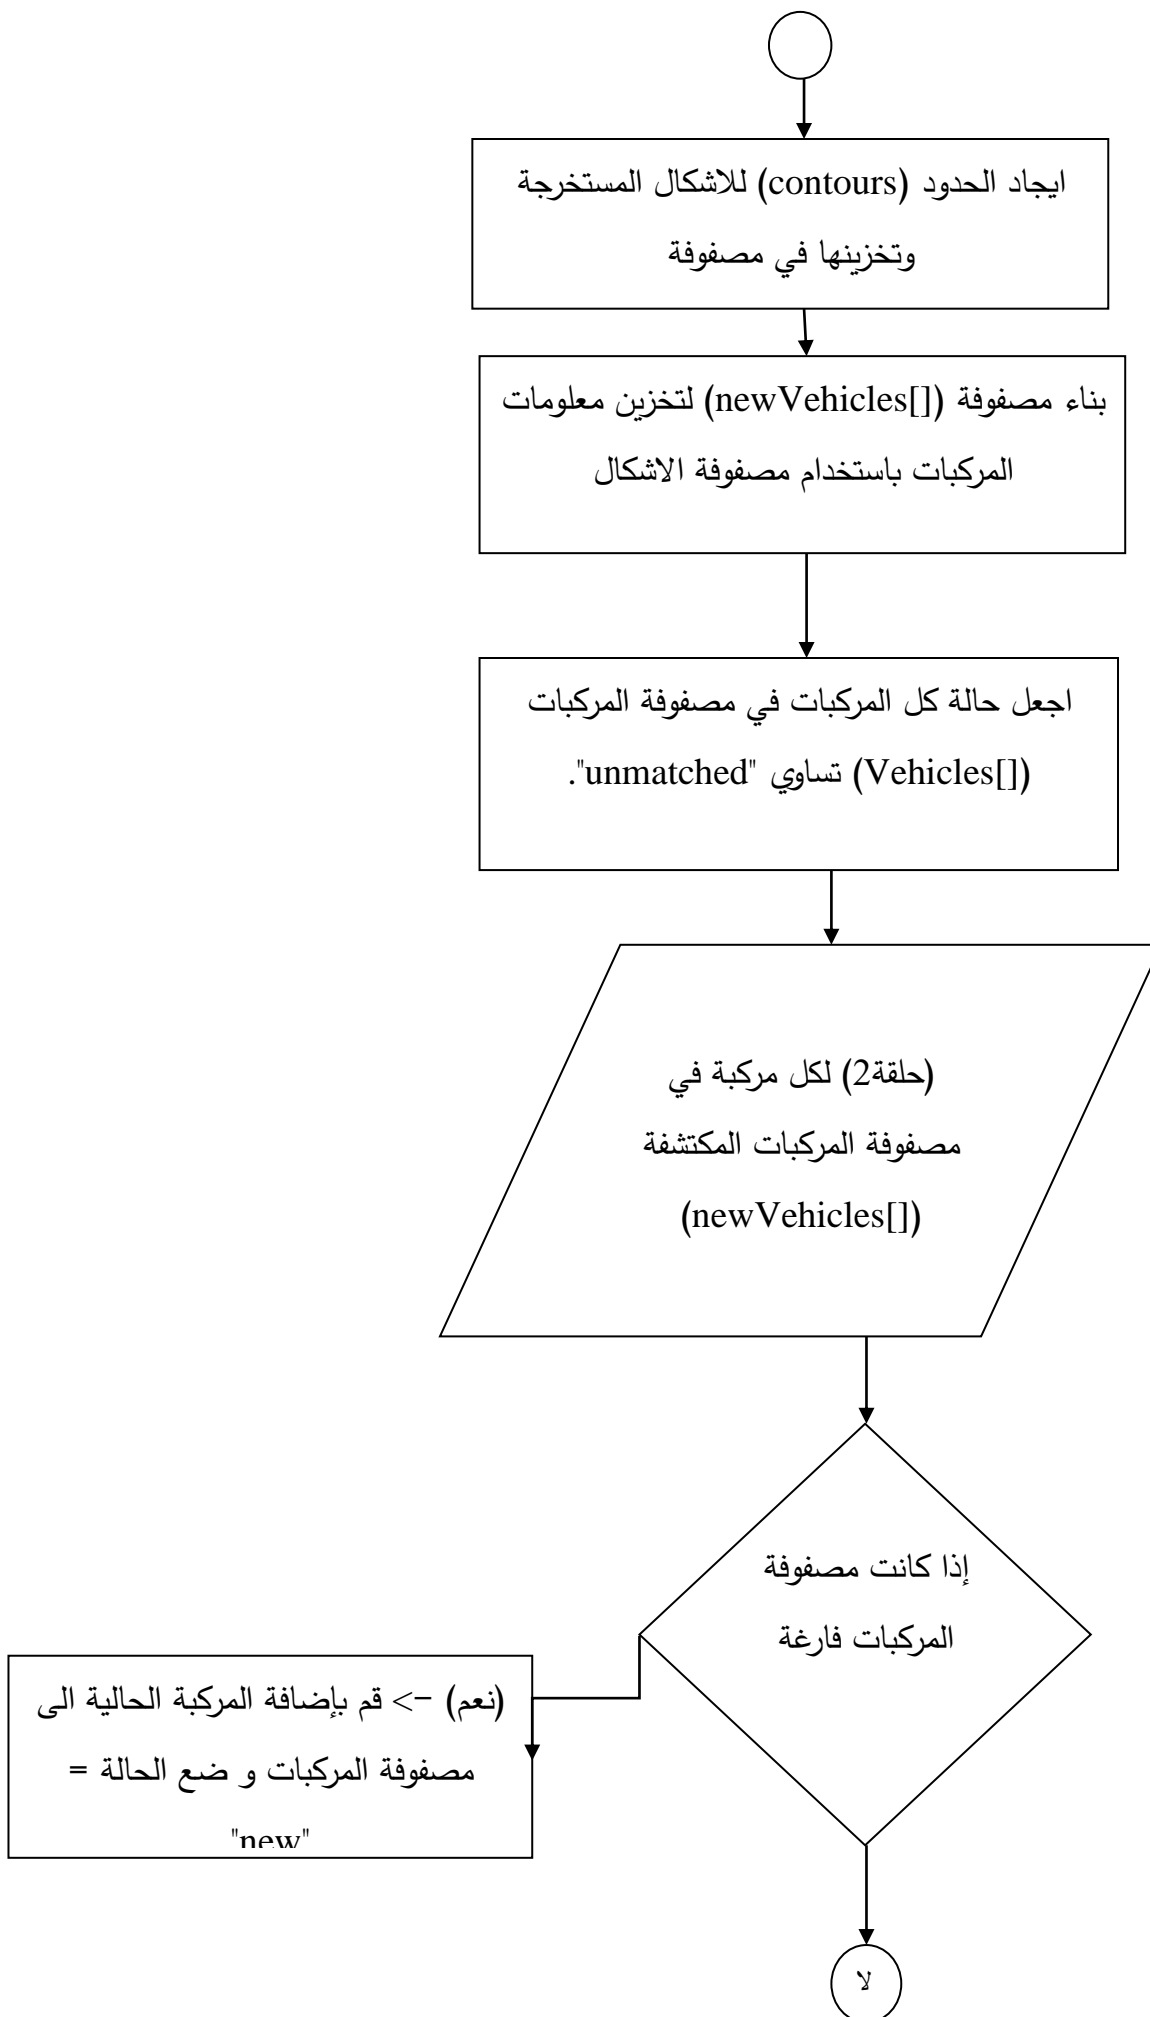 ايجاد الحدود (contours) للاشكال المستخرجة
وتخزينها في مصفوفة
بناء مصفوفة (newVehicles[]) لتخزين معلومات
المركبات باستخدام مصفوفة الاشكال
اجعل حالة كل المركبات في مصفوفة المركبات
(Vehicles[]) تساوي "unmatched".
(حلقة2) لكل مركبة في
مصفوفة المركبات المكتشفة
(newVehicles[])
إذا كانت مصفوفة
المركبات فارغة
(نعم) -> قم بإضافة المركبة الحالية الى
مصفوفة المركبات و ضع الحالة =
"new"
لا